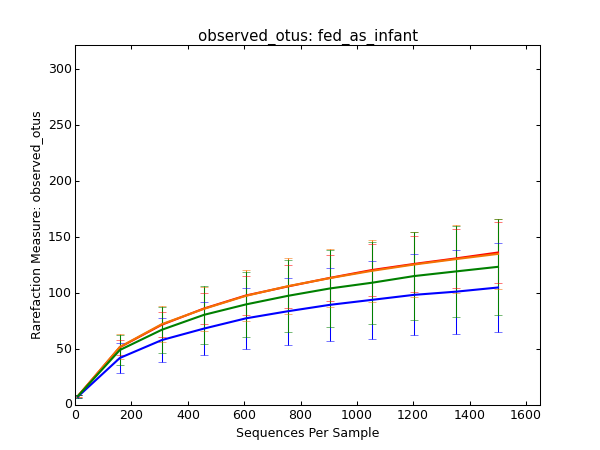 observed_otus: fed_as_infant
Rarefaction Measure: observed_otus
300
250
200
150
100
50
0
0 200 400 600 800 1000 1200 1400 1600
Sequences Per Sample